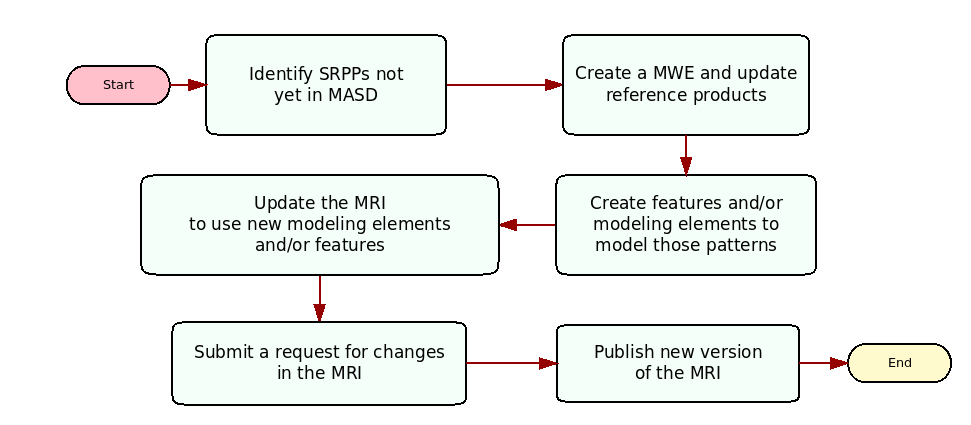 Start
Identify SRPPs not
yet in MASD
Create a MWE and update
reference products
Create features and/or
modeling elements to
model those patterns
Update the MRI
to use new modeling elements
and/or features
Submit a request for changes
in the MRI
Publish new version
of the MRI
End